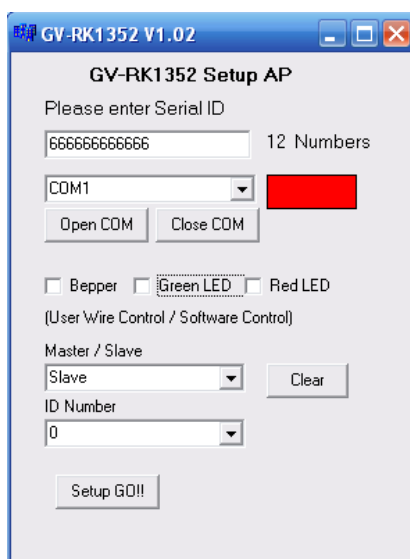 GV-RK1352 V1.02
GV-RK1352 Setup AP
Please enter Serial ID
666666666666 12 Numbers
COM1
Open COM Close COM
Bepper Green LED Red LED
(User Wire Control / Software Control)
Master / Slave
Slave Clear
ID Number
0
Setup GO!!